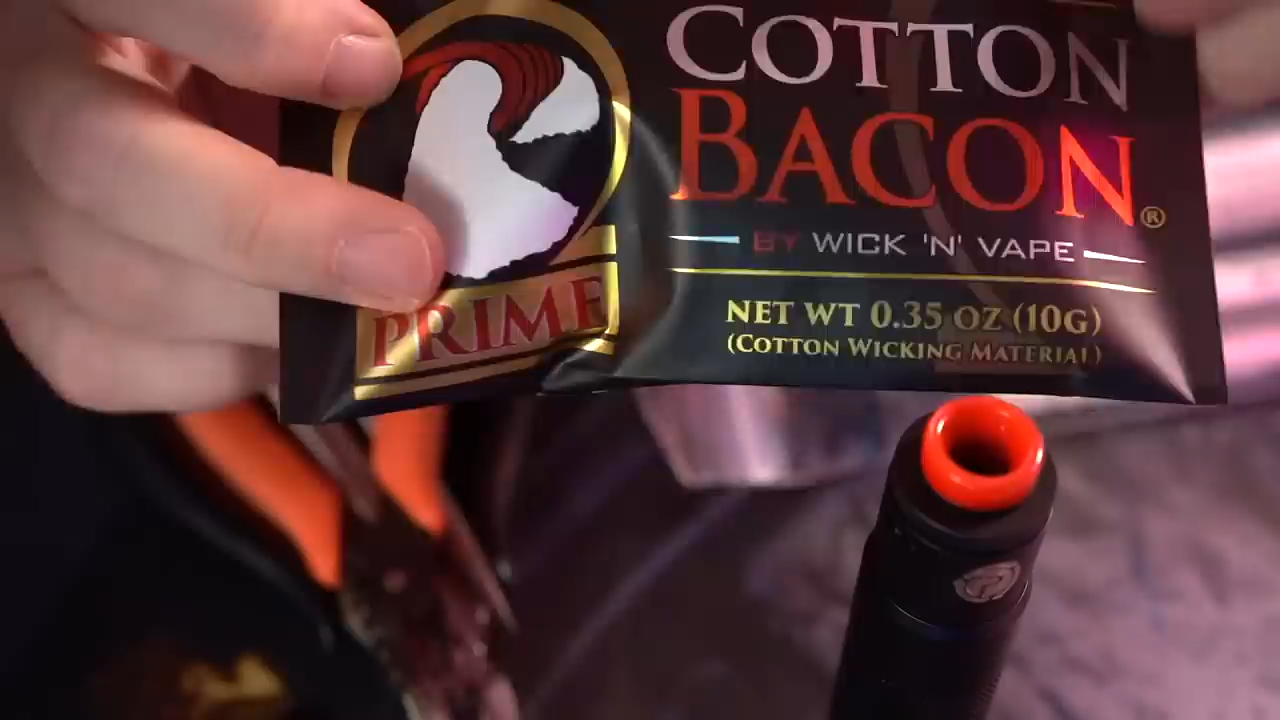 COTTON
BACON®
BY WICK 'N' VAPE
PRIME
NET WT 0.35 OZ (10G)
(COTTON WICKING MATERIAL)